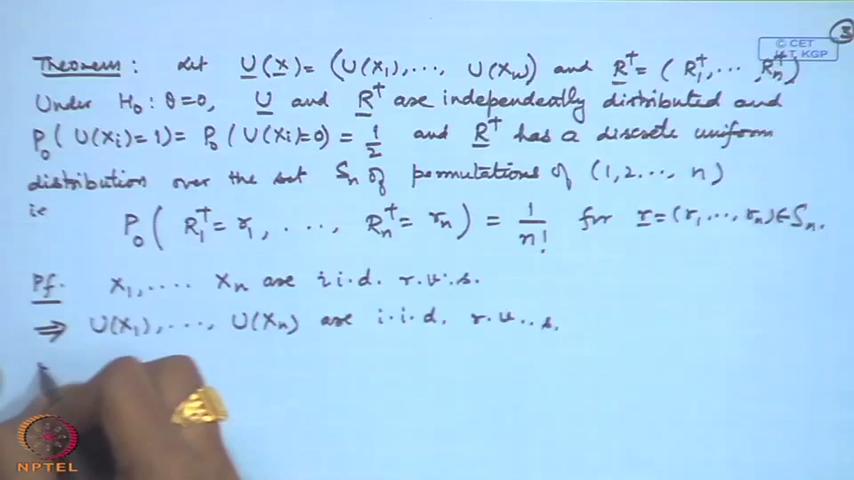 3
© CET
I.I.T. KGP
Theorem : Let U(x) = (U(X₁), ..., U(Xₙ) and R⁺ = (R₁⁺, ..., Rₙ⁺)
Under H₀ : θ=0, U and R⁺ are independently distributed and
P₀ ( U(Xi) = 1) = P₀ ( U(Xi) = 0) = 1/2 and R⁺ has a discrete uniform
distribution over the set Sₙ of permutations of (1, 2 ..., n)
ie
P₀ ( R₁⁺ = r₁, ..., Rₙ⁺ = rₙ ) = 1/n! for r = (r₁, ..., rₙ) ∈ Sₙ.
Pf. X₁, .... Xₙ are i.i.d. r.v.s.
⇒ U(X₁), ..., U(Xₙ) are i.i.d. r.v..s.
NPTEL